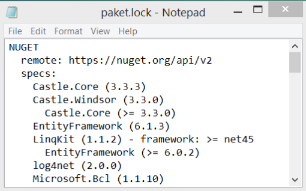 paket.lock - Notepad
File Edit Format View Help
NUGET
  remote: https://nuget.org/api/v2
  specs:
    Castle.Core (3.3.3)
    Castle.Windsor (3.3.0)
      Castle.Core (>= 3.3.0)
    EntityFramework (6.1.3)
    LinqKit (1.1.2) - framework: >= net45
      EntityFramework (>= 6.0.2)
    log4net (2.0.0)
    Microsoft.Bcl (1.1.10)